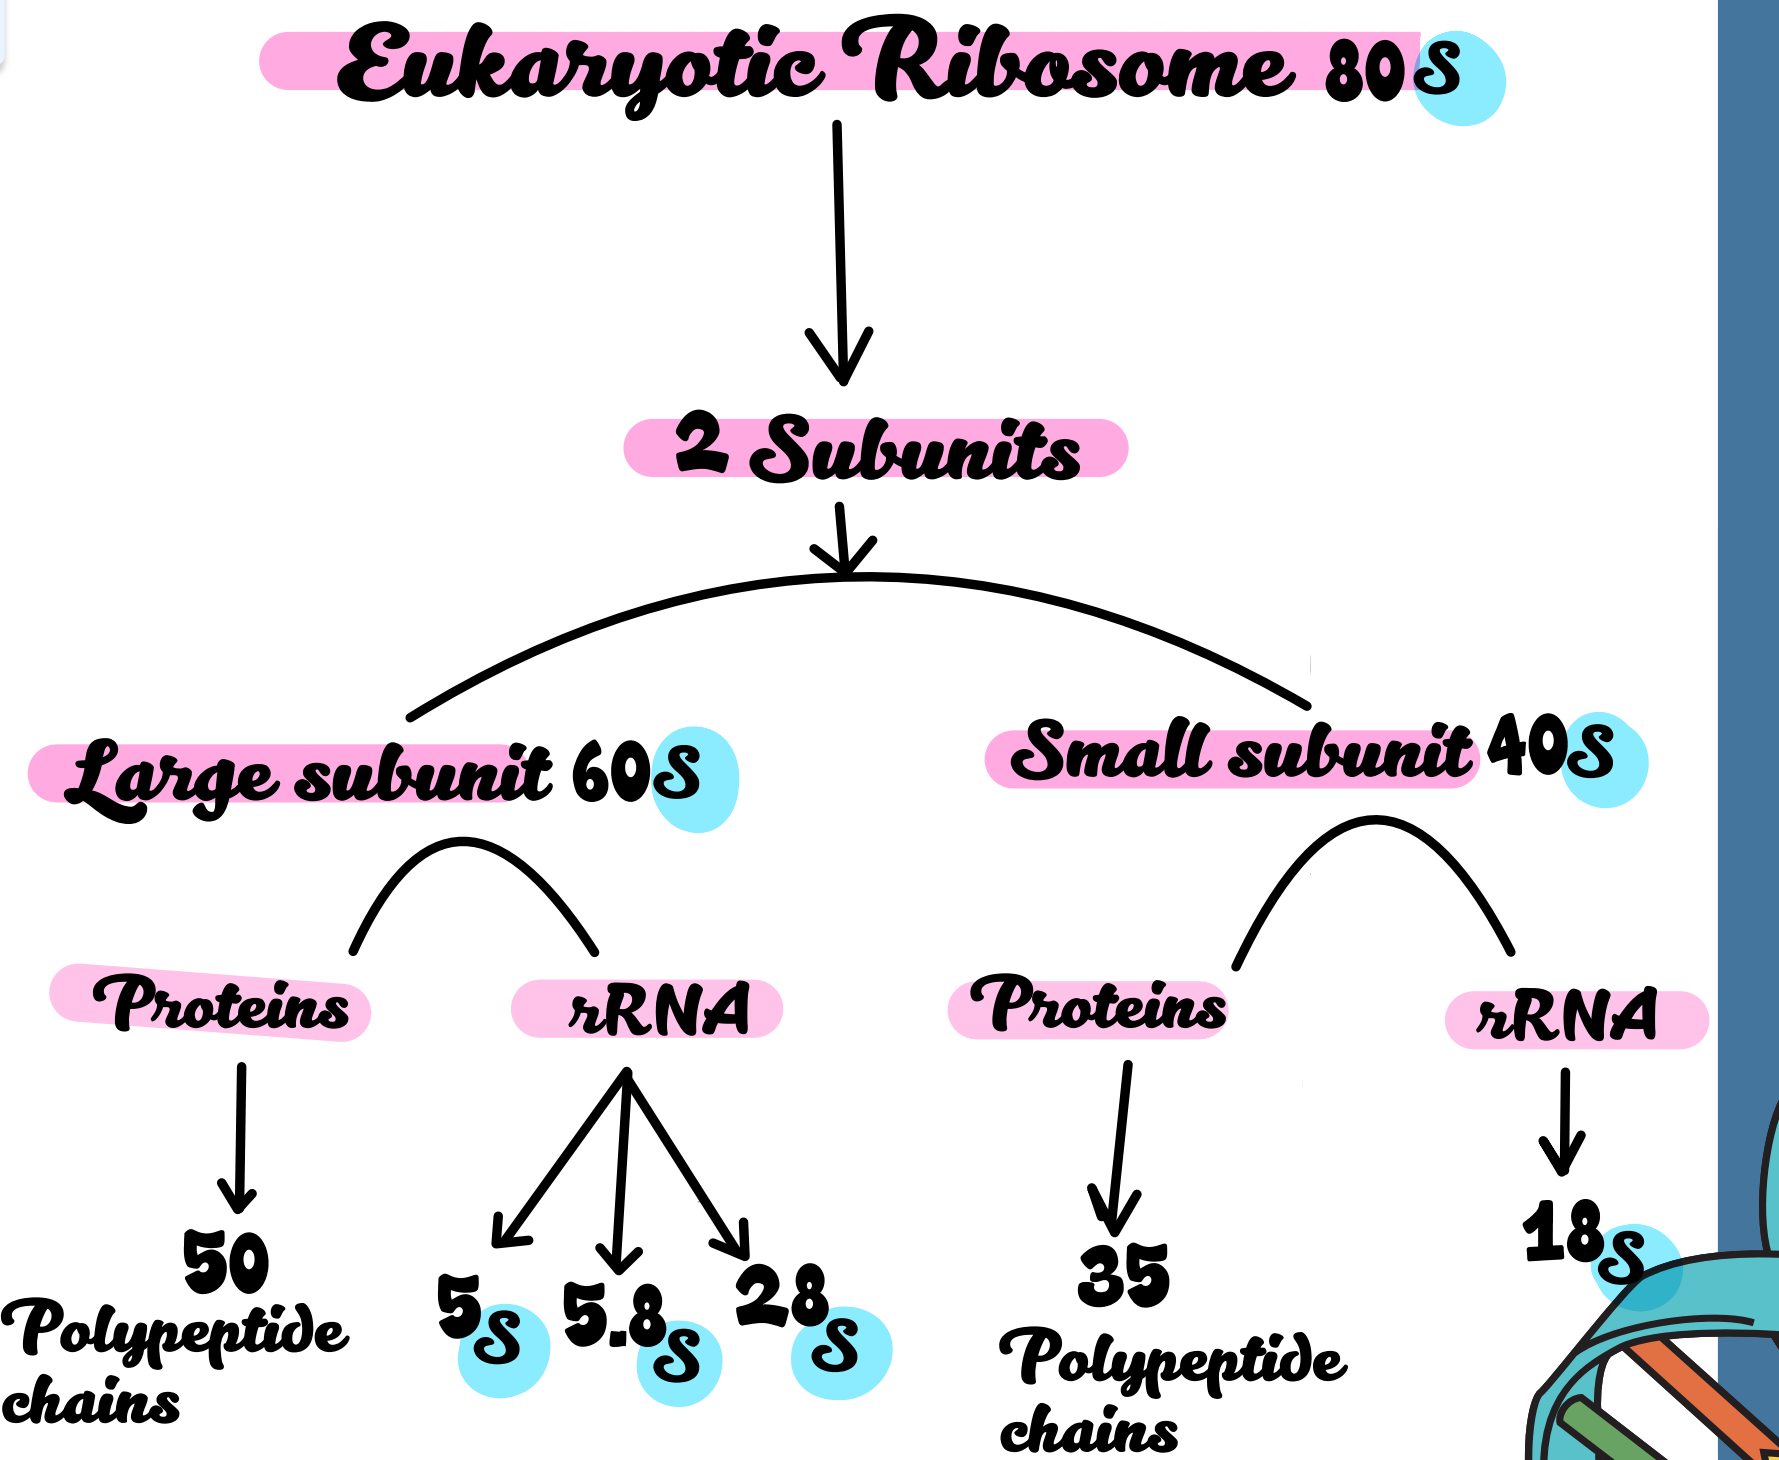 Eukaryotic Ribosome 80S
2 Subunits
Large subunit 60S
Small subunit 40S
Proteins
rRNA
Proteins
rRNA
50
Polypeptide
chains
5S
5.8S
28S
35
Polypeptide
chains
18S